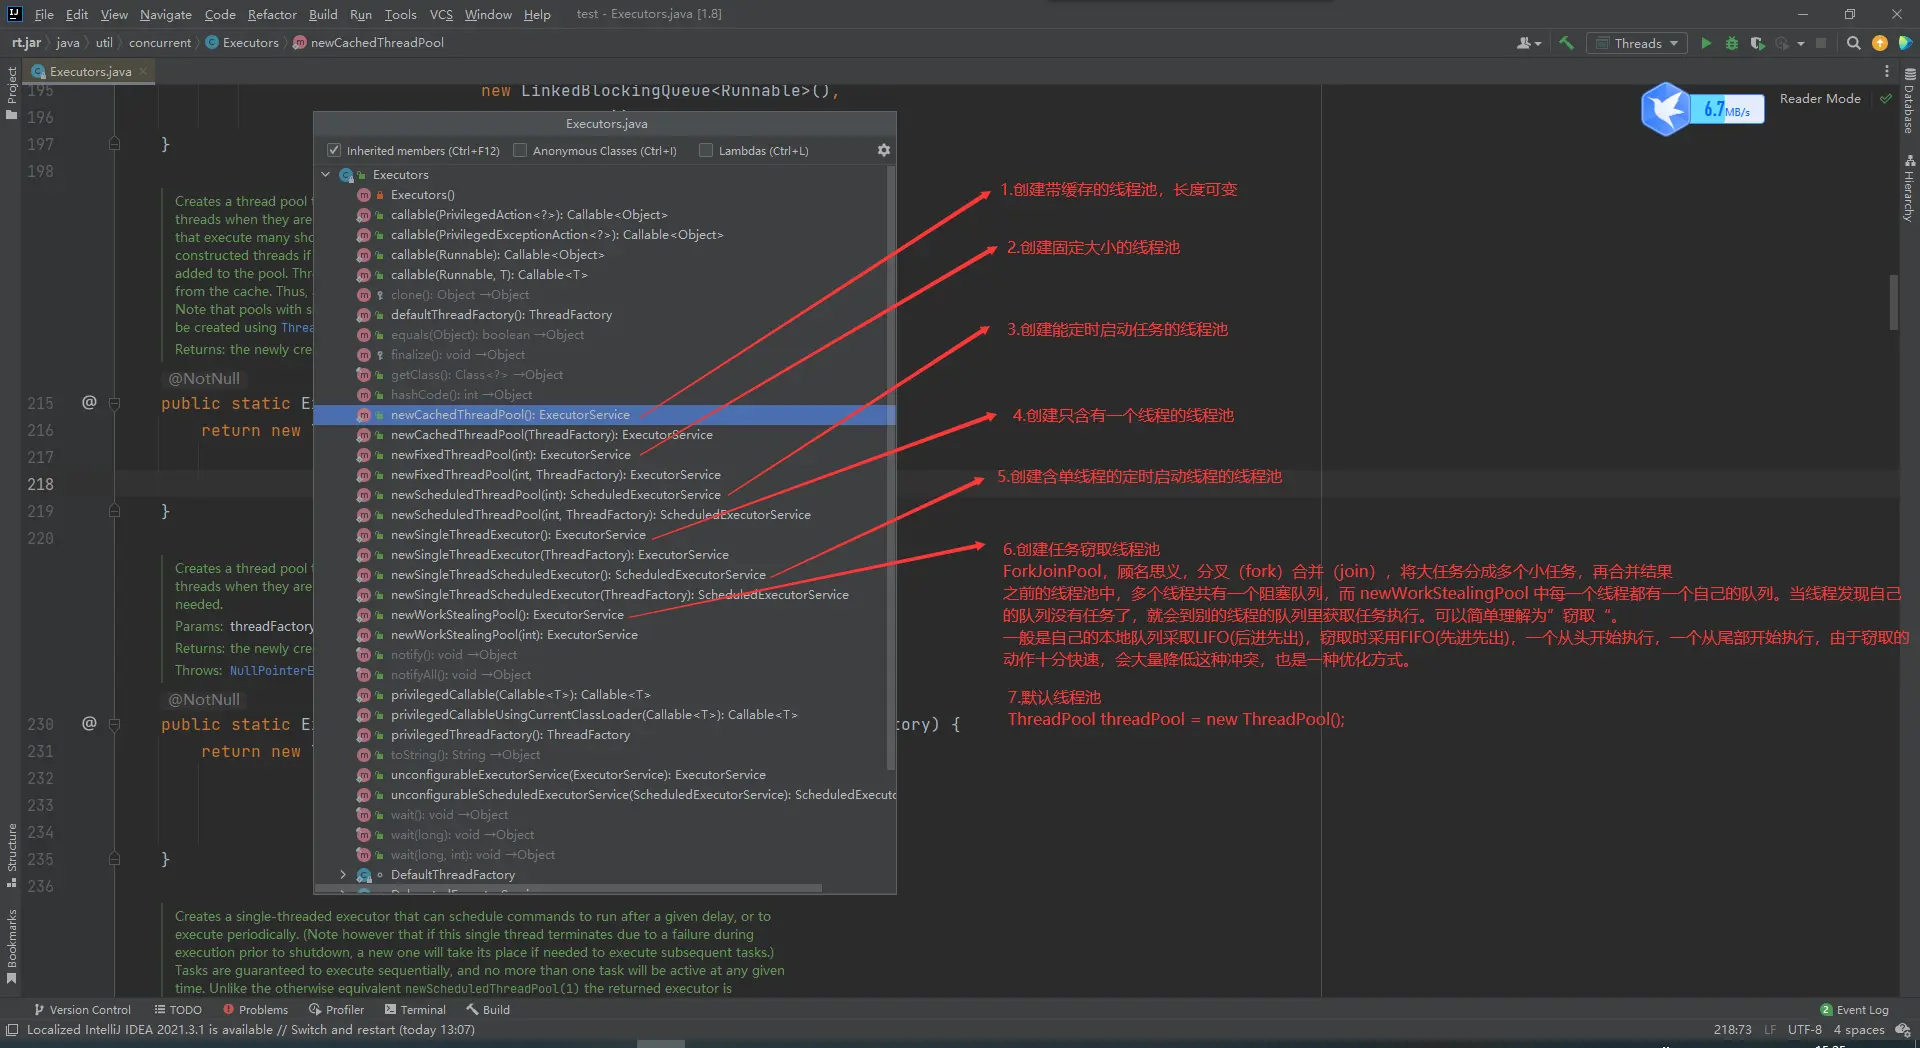 File Edit View Navigate Code Refactor Build Run Tools VCS Window Help test - Executors.java [1.8]
rt.jar java util concurrent Executors newCachedThreadPool
Threads
Project
Executors.java
Database
Hierarchy
Reader Mode
6.7MB/s
195 new LinkedBlockingQueue<Runnable>(),
196
197 }
198
Creates a thread pool
threads when they are
that execute many sho
constructed threads if
added to the pool. Thr
from the cache. Thus,
Note that pools with s
be created using Threa
Returns: the newly cre
@NotNull
215 @ public static E
216 return new
217
218
219 }
220
Creates a thread pool
threads when they are
needed.
Params: threadFactory
Returns: the newly cre
Throws: NullPointerE
@NotNull
230 @ public static E ory) {
231 return new
232
233
234
235 }
236
Creates a single-threaded executor that can schedule commands to run after a given delay, or to
execute periodically. (Note however that if this single thread terminates due to a failure during
execution prior to shutdown, a new one will take its place if needed to execute subsequent tasks.)
Tasks are guaranteed to execute sequentially, and no more than one task will be active at any given
time. Unlike the otherwise equivalent newScheduledThreadPool(1) the returned executor is
Executors.java
Inherited members (Ctrl+F12) Anonymous Classes (Ctrl+I) Lambdas (Ctrl+L)
Executors
Executors()
callable(PrivilegedAction<?>): Callable<Object>
callable(PrivilegedExceptionAction<?>): Callable<Object>
callable(Runnable): Callable<Object>
callable(Runnable, T): Callable<T>
clone(): Object →Object
defaultThreadFactory(): ThreadFactory
equals(Object): boolean →Object
finalize(): void →Object
getClass(): Class<?> →Object
hashCode(): int →Object
newCachedThreadPool(): ExecutorService
newCachedThreadPool(ThreadFactory): ExecutorService
newFixedThreadPool(int): ExecutorService
newFixedThreadPool(int, ThreadFactory): ExecutorService
newScheduledThreadPool(int): ScheduledExecutorService
newScheduledThreadPool(int, ThreadFactory): ScheduledExecutorService
newSingleThreadExecutor(): ExecutorService
newSingleThreadExecutor(ThreadFactory): ExecutorService
newSingleThreadScheduledExecutor(): ScheduledExecutorService
newSingleThreadScheduledExecutor(ThreadFactory): ScheduledExecutorService
newWorkStealingPool(): ExecutorService
newWorkStealingPool(int): ExecutorService
notify(): void →Object
notifyAll(): void →Object
privilegedCallable(Callable<T>): Callable<T>
privilegedCallableUsingCurrentClassLoader(Callable<T>): Callable<T>
privilegedThreadFactory(): ThreadFactory
toString(): String →Object
unconfigurableExecutorService(ExecutorService): ExecutorService
unconfigurableScheduledExecutorService(ScheduledExecutorService): ScheduledExecuto
wait(): void →Object
wait(long): void →Object
wait(long, int): void →Object
DefaultThreadFactory
1.创建带缓存的线程池，长度可变
2.创建固定大小的线程池
3.创建能定时启动任务的线程池
4.创建只含有一个线程的线程池
5.创建含单线程的定时启动线程的线程池
6.创建任务窃取线程池
ForkJoinPool，顾名思义，分叉（fork）合并（join），将大任务分成多个小任务，再合并结果
之前的线程池中，多个线程共有一个阻塞队列，而 newWorkStealingPool 中每一个线程都有一个自己的队列。当线程发现自己
的队列没有任务了，就会到别的线程的队列里获取任务执行。可以简单理解为”窃取“。
一般是自己的本地队列采取LIFO(后进先出)，窃取时采用FIFO(先进先出)，一个从头开始执行，一个从尾部开始执行，由于窃取的
动作十分快速，会大量降低这种冲突，也是一种优化方式。
7.默认线程池
ThreadPool threadPool = new ThreadPool();
Structure
Bookmarks
Version Control TODO Problems Profiler Terminal Build 2 Event Log
Localized IntelliJ IDEA 2021.3.1 is available // Switch and restart (today 13:07) 218:73 LF UTF-8 4 spaces